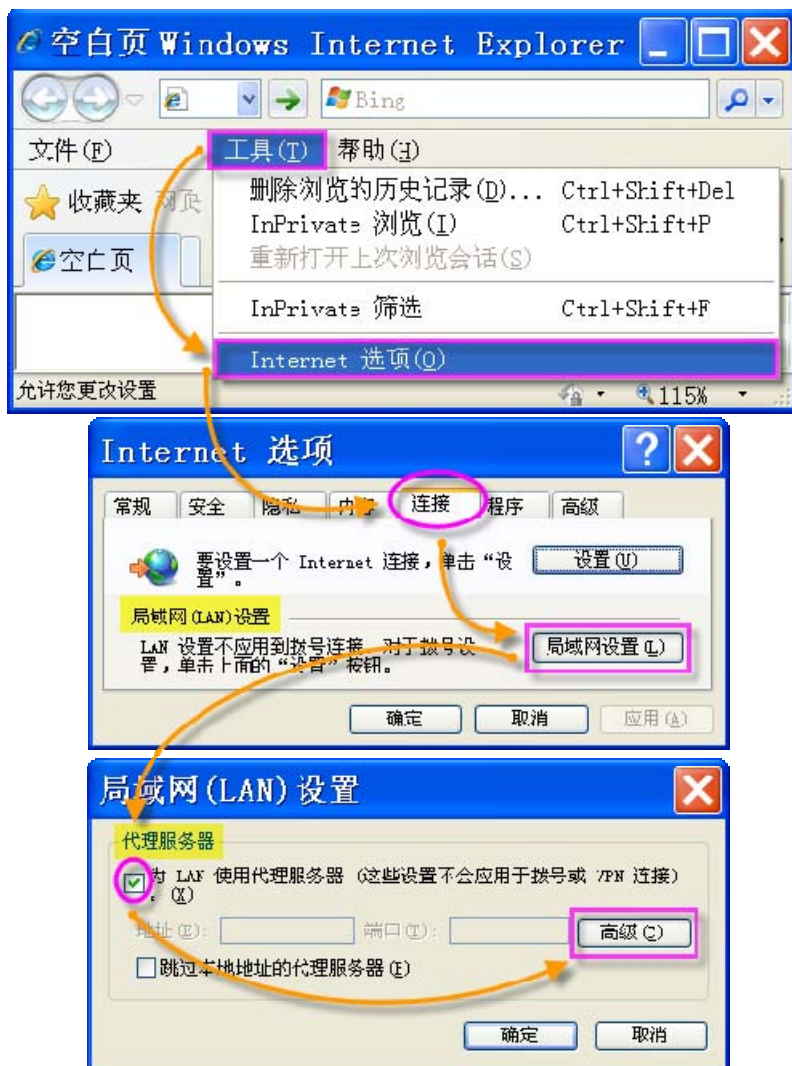 空白页 Windows Internet Explorer
Bing
文件(F) 工具(T) 帮助(H)
删除浏览的历史记录(D)... Ctrl+Shift+Del
收藏夹 网页
InPrivate 浏览(I) Ctrl+Shift+P
空白页
重新打开上次浏览会话(S)
InPrivate 筛选 Ctrl+Shift+F
Internet 选项(O)
允许您更改设置 115%
Internet 选项
常规 安全 隐私 内容 连接 程序 高级
要设置一个 Internet 连接，单击“设
置”。
设置(U)
局域网(LAN)设置
LAN 设置不应用到拨号连接。对于拨号设
置，单击上面的“设置”按钮。
局域网设置(L)
确定 取消 应用(A)
局域网(LAN)设置
代理服务器
为 LAN 使用代理服务器（这些设置不会应用于拨号或 VPN 连接）
。(X)
地址(E): 端口(T): 高级(C)
跳过本地地址的代理服务器(B)
确定 取消